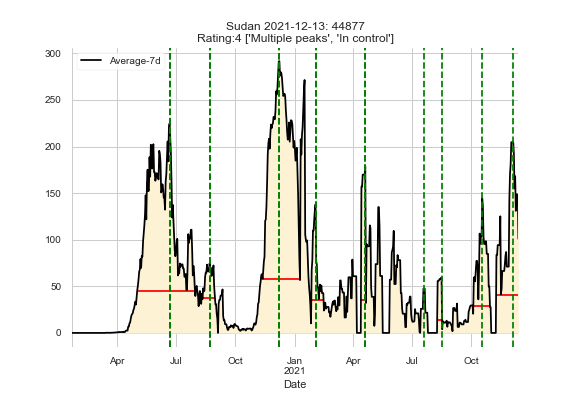 Sudan 2021-12-13: 44877
Rating:4 ['Multiple peaks', 'In control']
Average-7d
300
250
200
150
100
50
0
Apr Jul Oct Jan Apr Jul Oct
2021
Date